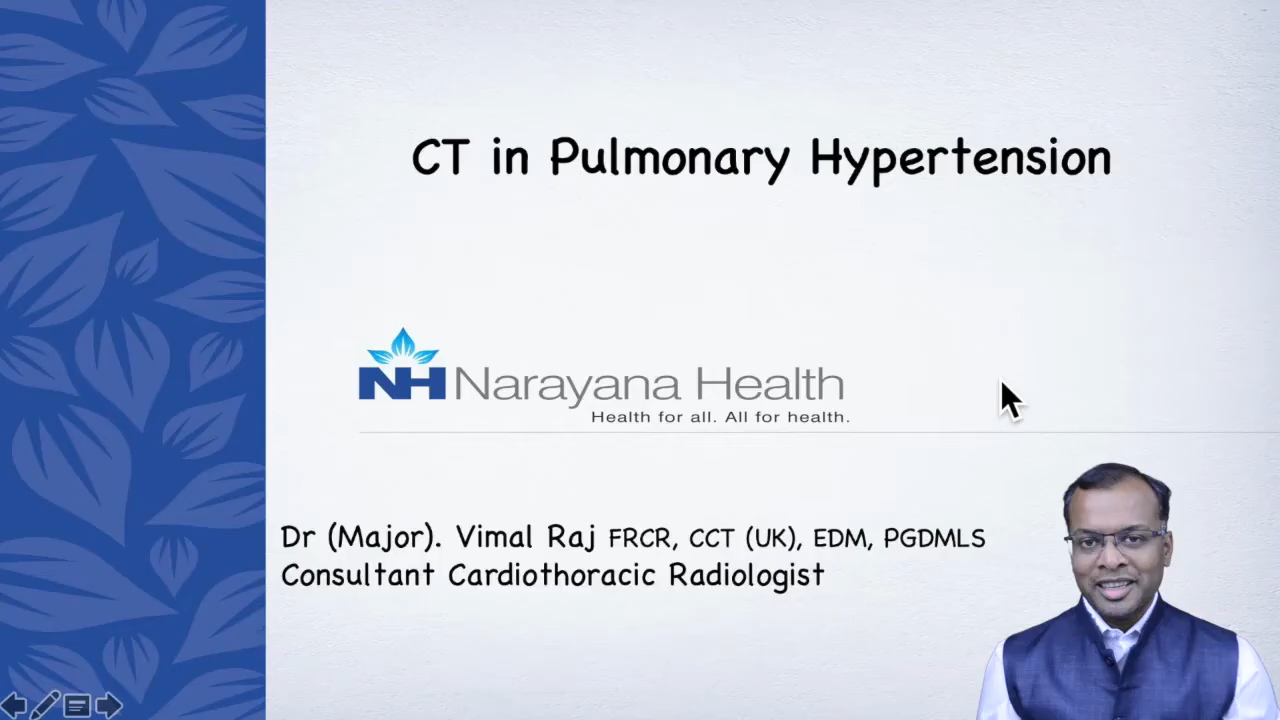 CT in Pulmonary Hypertension
NH Narayana Health
Health for all. All for health.
Dr (Major). Vimal Raj FRCR, CCT (UK), EDM, PGDMLS
Consultant Cardiothoracic Radiologist